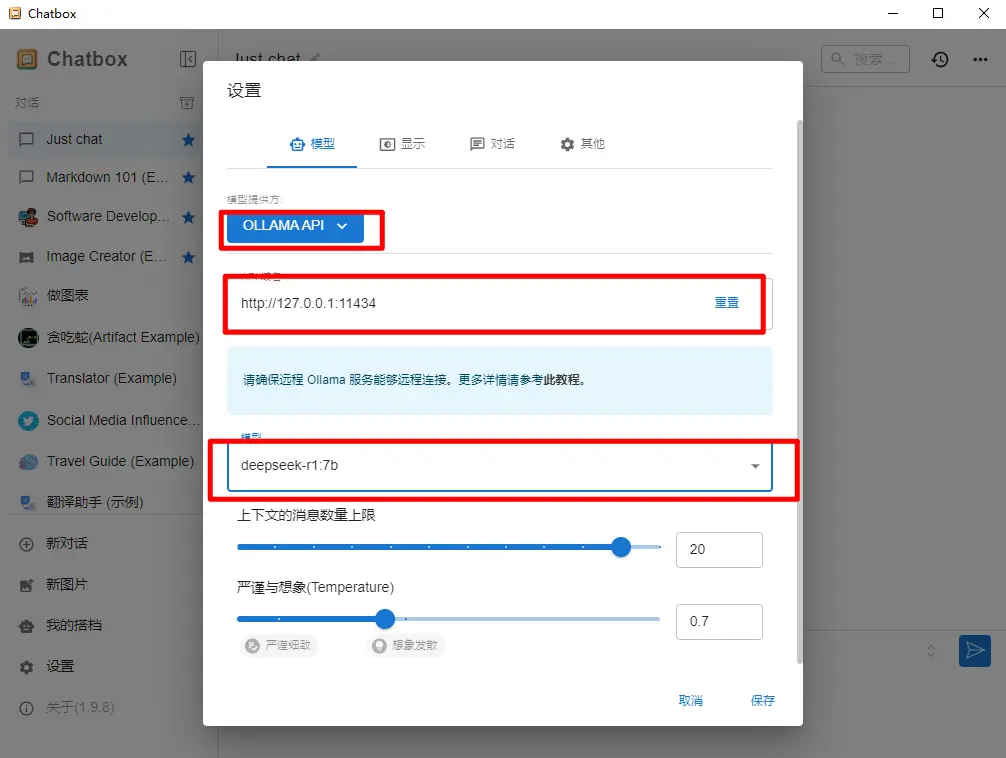 Chatbox
Chatbox
Just chat
搜索...
对话
设置
Just chat
模型
显示
对话
其他
Markdown 101 (E...
模型提供方:
Software Develop...
OLLAMA API
Image Creator (E...
做图表
http://127.0.0.1:11434
重置
贪吃蛇(Artifact Example)
Translator (Example)
请确保远程 Ollama 服务能够远程连接。更多详情请参考此教程。
Social Media Influence...
模型
Travel Guide (Example)
deepseek-r1:7b
翻译助手 (示例)
上下文的消息数量上限
新对话
20
新图片
严谨与想象(Temperature)
我的搭档
0.7
严谨细致
想象发散
设置
关于(1.9.8)
取消
保存